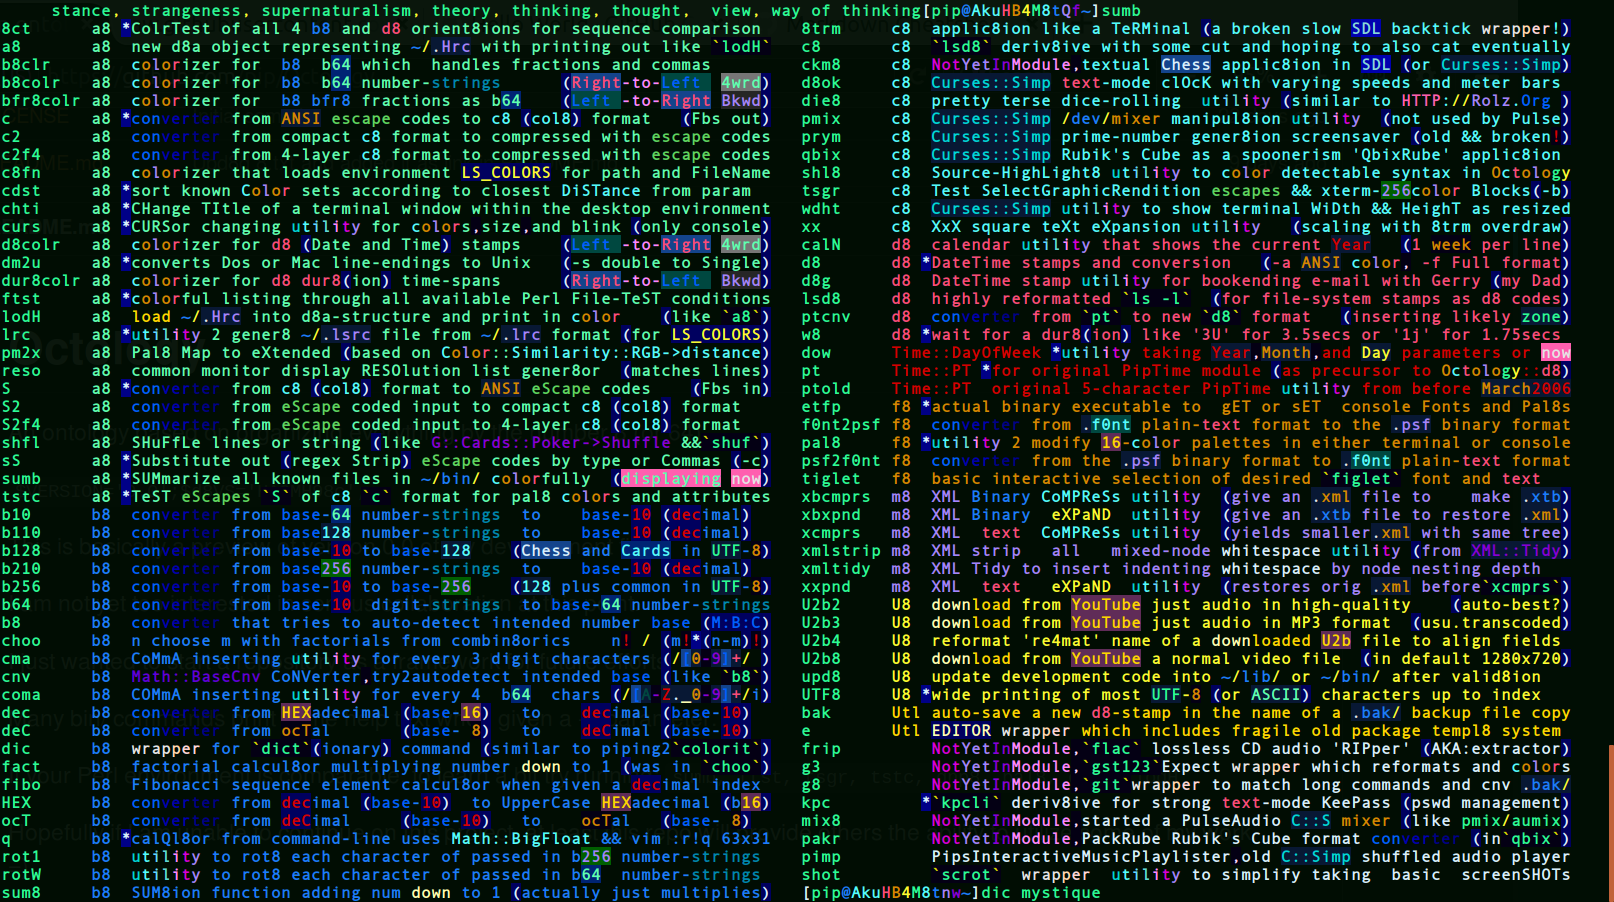 stance, strangeness, supernaturalism, theory, thinking, thought,  view, way of thinking[pip@AkuHB4M8tQf~]sumb
8ct      a8 *ColrTest of all 4 b8 and d8 orient8ions for sequence comparison
a8       a8  new d8a object representing ~/.Hrc with printing out like `lodH`
b8clr    a8  colorizer for  b8  b64 which  handles fractions and commas
b8colr   a8  colorizer for  b8  b64 number-strings      (Right-to-Left 4wrd)
bfr8colr a8  colorizer for  b8 bfr8 fractions as b64    (Left -to-Right Bkwd)
c        a8 *converter from ANSI escape codes to c8 (col8) format   (Fbs out)
c2       a8  converter from compact c8 format to compressed with escape codes
c2f4     a8  converter from 4-layer c8 format to compressed with escape codes
c8fn     a8  colorizer that loads environment LS_COLORS for path and FileName
cdst     a8 *sort known Color sets according to closest DiSTance from param
chti     a8 *CHange TItle of a terminal window within the desktop environment
curs     a8 *CURSor changing utility for colors,size,and blink (only console)
d8colr   a8  colorizer for d8 (Date and Time) stamps    (Left -to-Right 4wrd)
dm2u     a8 *converts Dos or Mac line-endings to Unix   (-s double to Single)
dur8colr a8  colorizer for d8 dur8(ion) time-spans      (Right-to-Left Bkwd)
ftst     a8 *colorful listing through all available Perl File-TeST conditions
lodH     a8  load ~/.Hrc into d8a-structure and print in color    (like `a8`)
lrc      a8 *utility 2 gener8 ~/.lsrc file from ~/.lrc format (for LS_COLORS)
pm2x     a8  Pal8 Map to eXtended (based on Color::Similarity::RGB->distance)
reso     a8  common monitor display RESOlution list gener8or  (matches lines)
S        a8 *converter from c8 (col8) format to ANSI eScape codes    (Fbs in)
S2       a8  converter from eScape coded input to compact c8 (col8) format
S2f4     a8  converter from eScape coded input to 4-layer c8 (col8) format
shfl     a8  SHuFfLe lines or string (like G::Cards::Poker->Shuffle &&`shuf`)
sS       a8 *Substitute out (regex Strip) eScape codes by type or Commas (-c)
sumb     a8 *SUMmarize all known files in ~/bin/ colorfully  (displaying now)
tstc     a8 *TeST eScapes `S` of c8 `c` format for pal8 colors and attributes
b10      b8  converter from base-64 number-strings  to    base-10 (decimal)
b110     b8  converter from base128 number-strings  to    base-10 (decimal)
b128     b8  converter from base-10 to base-128    (Chess and Cards in UTF-8)
b210     b8  converter from base256 number-strings  to    base-10 (decimal)
b256     b8  converter from base-10 to base-256    (128 plus common in UTF-8)
b64      b8  converter from base-10 digit-strings to base-64 number-strings
b8       b8  converter that tries to auto-detect intended number base (M:B:C)
choo     b8  n choose m with factorials from combin8orics    n! / (m!*(n-m)!)
cma      b8  COMmA inserting utility for every 3 digit characters (/[0-9]+/ )
cnv      b8  Math::BaseCnv CoNVerter,try2autodetect intended base (like `b8`)
coma     b8  COMmA inserting utility for every 4  b64  chars (/[A-Z._0-9]+/i)
dec      b8  converter from HEXadecimal (base-16)   to    decimal (base-10)
deC      b8  converter from ocTal       (base- 8)   to    deCimal (base-10)
dic      b8  wrapper for `dict`(ionary) command (similar to piping2`colorit`)
fact     b8  factorial calcul8or multiplying number down to 1 (was in `choo`)
fibo     b8  Fibonacci sequence element calcul8or when given a decimal index
HEX      b8  converter from decimal (base-10)  to UpperCase HEXadecimal (b16)
ocT      b8  converter from deCimal (base-10)   to      ocTal     (base- 8)
q        b8 *calQl8or from command-line uses Math::BigFloat && vim :r!q 63x31
rot1     b8  utility to rot8 each character of passed in b256 number-strings
rotW     b8  utility to rot8 each character of passed in b64  number-strings
sum8     b8  SUM8ion function adding num down to 1 (actually just multiplies)
8trm     c8  applic8ion like a TeRMinal (a broken slow SDL backtick wrapper!)
c8       c8  `lsd8` deriv8ive with some cut and hoping to also cat eventually
ckm8     c8  NotYetInModule,textual Chess applic8ion in SDL (or Curses::Simp)
d8ok     c8  Curses::Simp text-mode clOcK with varying speeds and meter bars
die8     c8  pretty terse dice-rolling  utility (similar to HTTP://Rolz.Org )
pmix     c8  Curses::Simp /dev/mixer manipul8ion utility  (not used by Pulse)
prym     c8  Curses::Simp prime-number gener8ion screensaver (old && broken!)
qbix     c8  Curses::Simp Rubik's Cube as a spoonerism 'QbixRube' applic8ion
shl8     c8  Source-HighLight8 utility to color detectable syntax in Octology
tsgr     c8  Test SelectGraphicRendition escapes && xterm-256color Blocks(-b)
wdht     c8  Curses::Simp utility to show terminal WiDth && HeighT as resized
xx       c8  XxX square teXt eXpansion utility   (scaling with 8trm overdraw)
calN     d8  calendar utility that shows the current Year   (1 week per line)
d8       d8 *DateTime stamps and conversion   (-a ANSI color, -f Full format)
d8g      d8  DateTime stamp utility for bookending e-mail with Gerry (my Dad)
lsd8     d8  highly reformatted `ls -l`  (for file-system stamps as d8 codes)
ptcnv    d8  converter from `pt` to new `d8` format   (inserting likely zone)
w8       d8 *wait for a dur8(ion) like '3U' for 3.5secs or '1j' for 1.75secs
dow      Time::DayOfWeek *utility taking Year,Month,and Day parameters or now
pt       Time::PT *for original PipTime module (as precursor to Octology::d8)
ptold    Time::PT  original 5-character PipTime utility from before March2006
etfp     f8 *actual binary executable to  gET or sET  console Fonts and Pal8s
f0nt2psf f8  converter from .f0nt plain-text format to the .psf binary format
pal8     f8 *utility 2 modify 16-color palettes in either terminal or console
psf2f0nt f8  converter from the .psf binary format to .f0nt plain-text format
tiglet   f8  basic interactive selection of desired `figlet` font and text
xbcmprs  m8  XML Binary CoMPReSs utility  (give an .xml file to    make .xtb)
xbxpnd   m8  XML Binary  eXPaND  utility  (give an .xtb file to restore .xml)
xcmprs   m8  XML  text  CoMPReSs utility  (yields smaller.xml with same tree)
xmlstrip m8  XML strip   all   mixed-node whitespace utility (from XML::Tidy)
xmltidy  m8  XML Tidy to insert indenting whitespace by node nesting depth
xxpnd    m8  XML  text   eXPaND  utility  (restores orig .xml before`xcmprs`)
U2b2     U8  download from YouTube just audio in high-quality    (auto-best?)
U2b3     U8  download from YouTube just audio in MP3 format  (usu.transcoded)
U2b4     U8  reformat 're4mat' name of a downloaded U2b file to align fields
U2b8     U8  download from YouTube a normal video file  (in default 1280x720)
upd8     U8  update development code into ~/lib/ or ~/bin/ after valid8ion
UTF8     U8 *wide printing of most UTF-8 (or ASCII) characters up to index
bak      Utl auto-save a new d8-stamp in the name of a .bak/ backup file copy
e        Utl EDITOR wrapper which includes fragile old package templ8 system
frip         NotYetInModule,`flac` lossless CD audio 'RIPper' (AKA:extractor)
g3           NotYetInModule,`gst123`Expect wrapper which reformats and colors
g8           NotYetInModule,`git`wrapper to match long commands and cnv .bak/
kpc         *`kpcli` deriv8ive for strong text-mode KeePass (pswd management)
mix8         NotYetInModule,started a PulseAudio C::S mixer (like pmix/aumix)
pakr         NotYetInModule,PackRube Rubik's Cube format converter (in`qbix`)
pimp         PipsInteractiveMusicPlaylister,old C::Simp shuffled audio player
shot         `scrot`  wrapper  utility to simplify taking  basic  screenSHOTs
[pip@AkuHB4M8tnw~]dic mystique